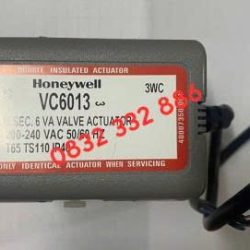 DOUBLE INSULATED ACTUATOR
Honeywell
VC6013
3WC
SEC. 6 VA VALVE ACTUATOR
200-240 VAC 50/60 HZ
T65 TS110 IP40
ONLY IDENTICAL ACTUATOR WHEN SERVICING
0832 332 886